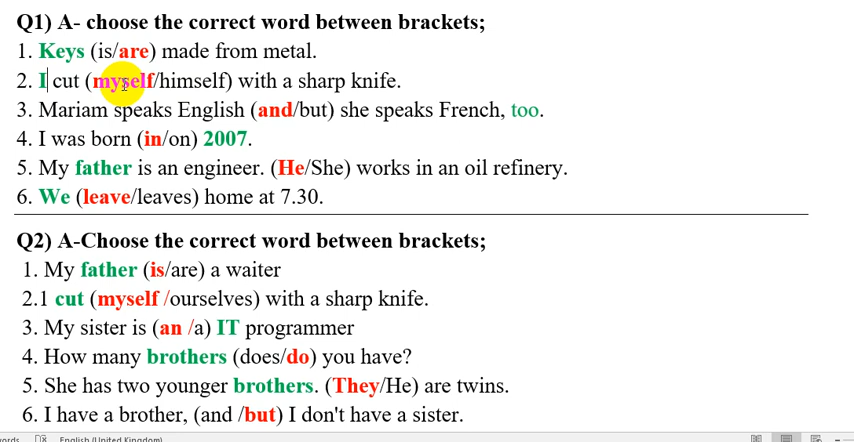 Q1) A- choose the correct word between brackets;
1. Keys (is/are) made from metal.
2. I cut (myself/himself) with a sharp knife.
3. Mariam speaks English (and/but) she speaks French, too.
4. I was born (in/on) 2007.
5. My father is an engineer. (He/She) works in an oil refinery.
6. We (leave/leaves) home at 7.30.
Q2) A-Choose the correct word between brackets;
1. My father (is/are) a waiter
2.1 cut (myself /ourselves) with a sharp knife.
3. My sister is (an /a) IT programmer
4. How many brothers (does/do) you have?
5. She has two younger brothers. (They/He) are twins.
6. I have a brother, (and /but) I don't have a sister.
English (United Kingdom)